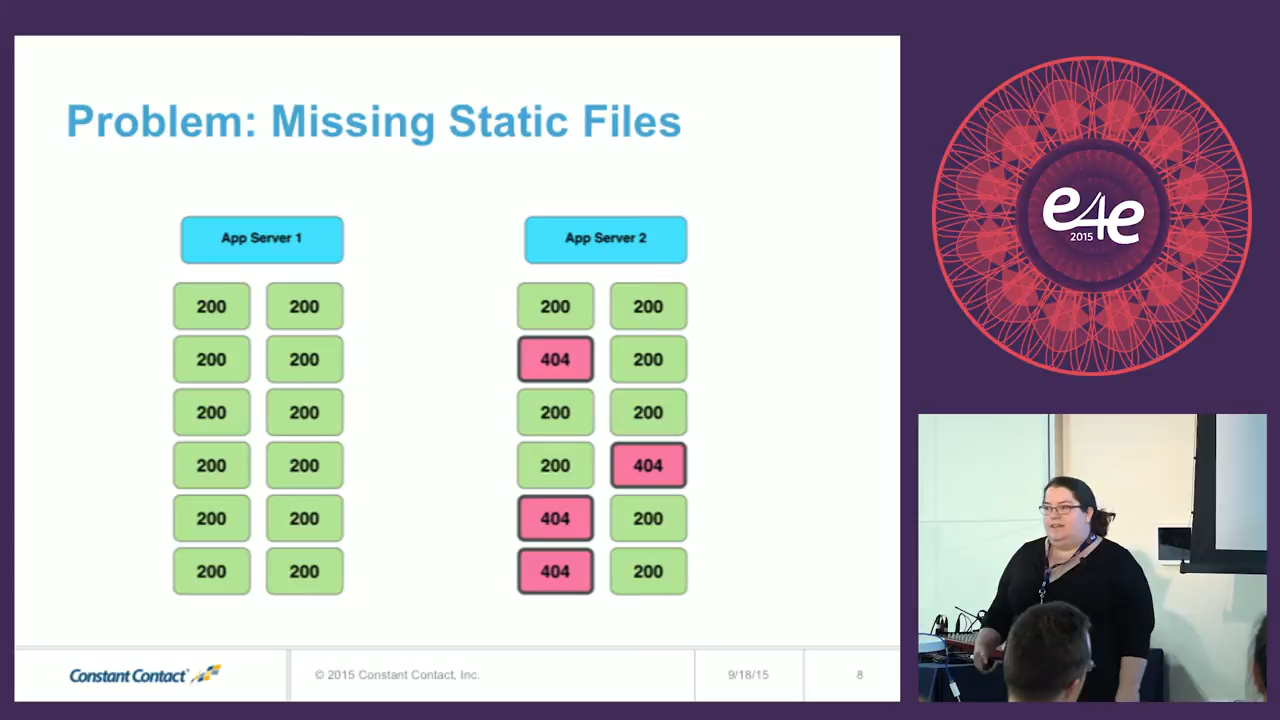 Problem: Missing Static Files
App Server 1
App Server 2
200 200 200 200
200 200 404 200
200 200 200 200
200 200 200 404
200 200 404 200
200 200 404 200
Constant Contact
© 2015 Constant Contact, Inc.
9/18/15
8
e4e
2015